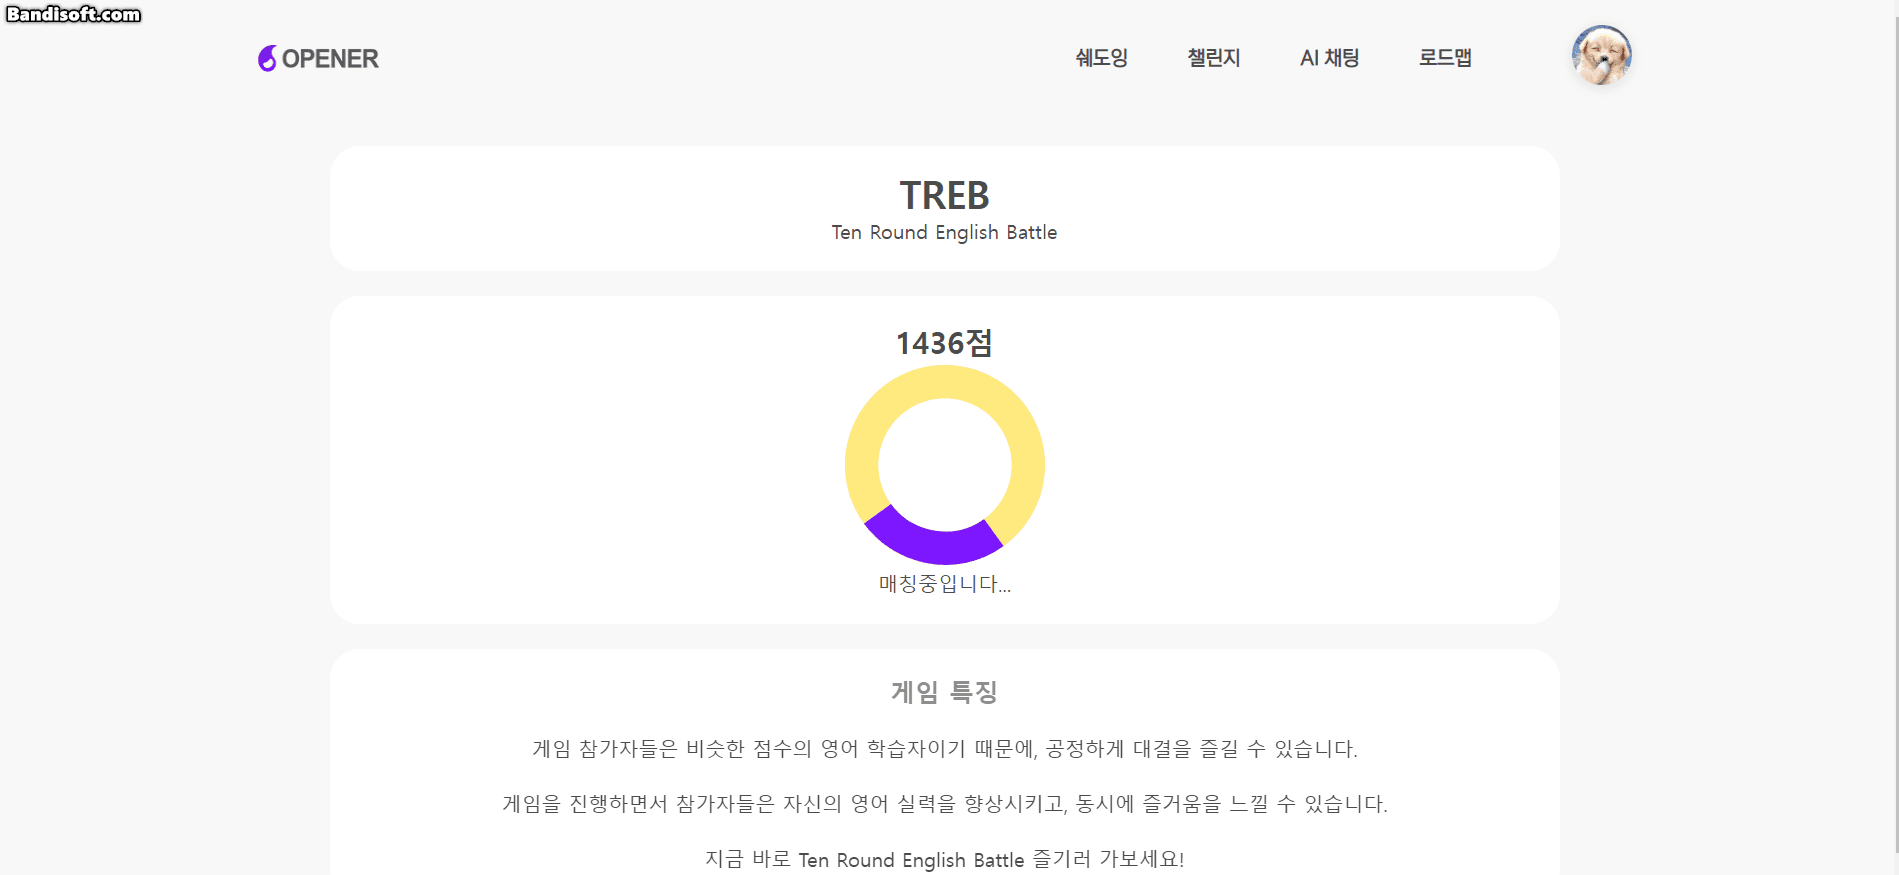 Bandisoft.com
OPENER
쉐도잉 챌린지 AI 채팅 로드맵
TREB
Ten Round English Battle
1436점
매칭중입니다...
게임 특징
게임 참가자들은 비슷한 점수의 영어 학습자이기 때문에, 공정하게 대결을 즐길 수 있습니다.
게임을 진행하면서 참가자들은 자신의 영어 실력을 향상시키고, 동시에 즐거움을 느낄 수 있습니다.
지금 바로 Ten Round English Battle 즐기러 가보세요!